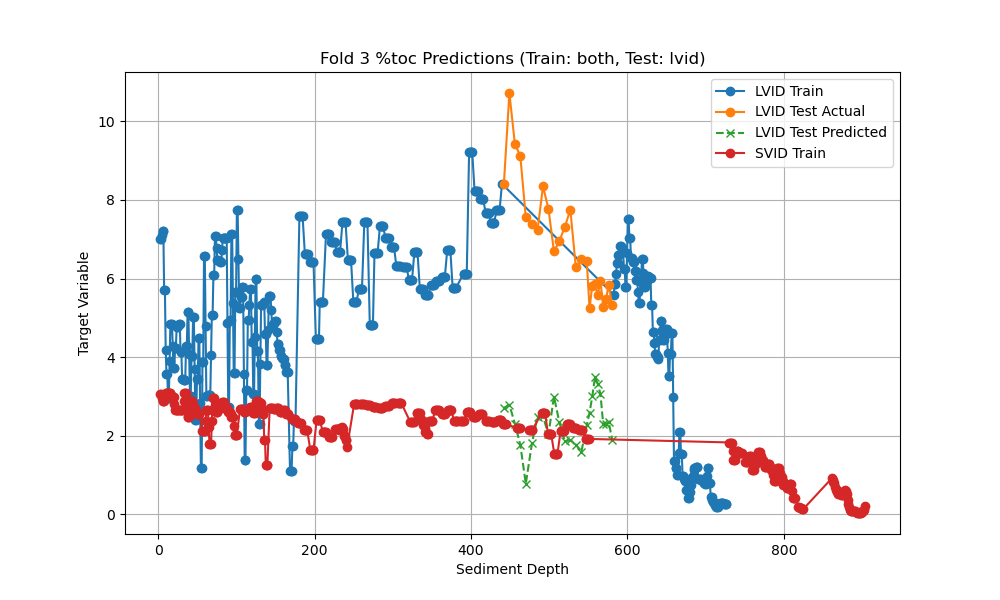 Fold 3 %toc Predictions (Train: both, Test: lvid)
LVID Train
LVID Test Actual
LVID Test Predicted
SVID Train
Target Variable
10
8
6
4
2
0
0 200 400 600 800
Sediment Depth